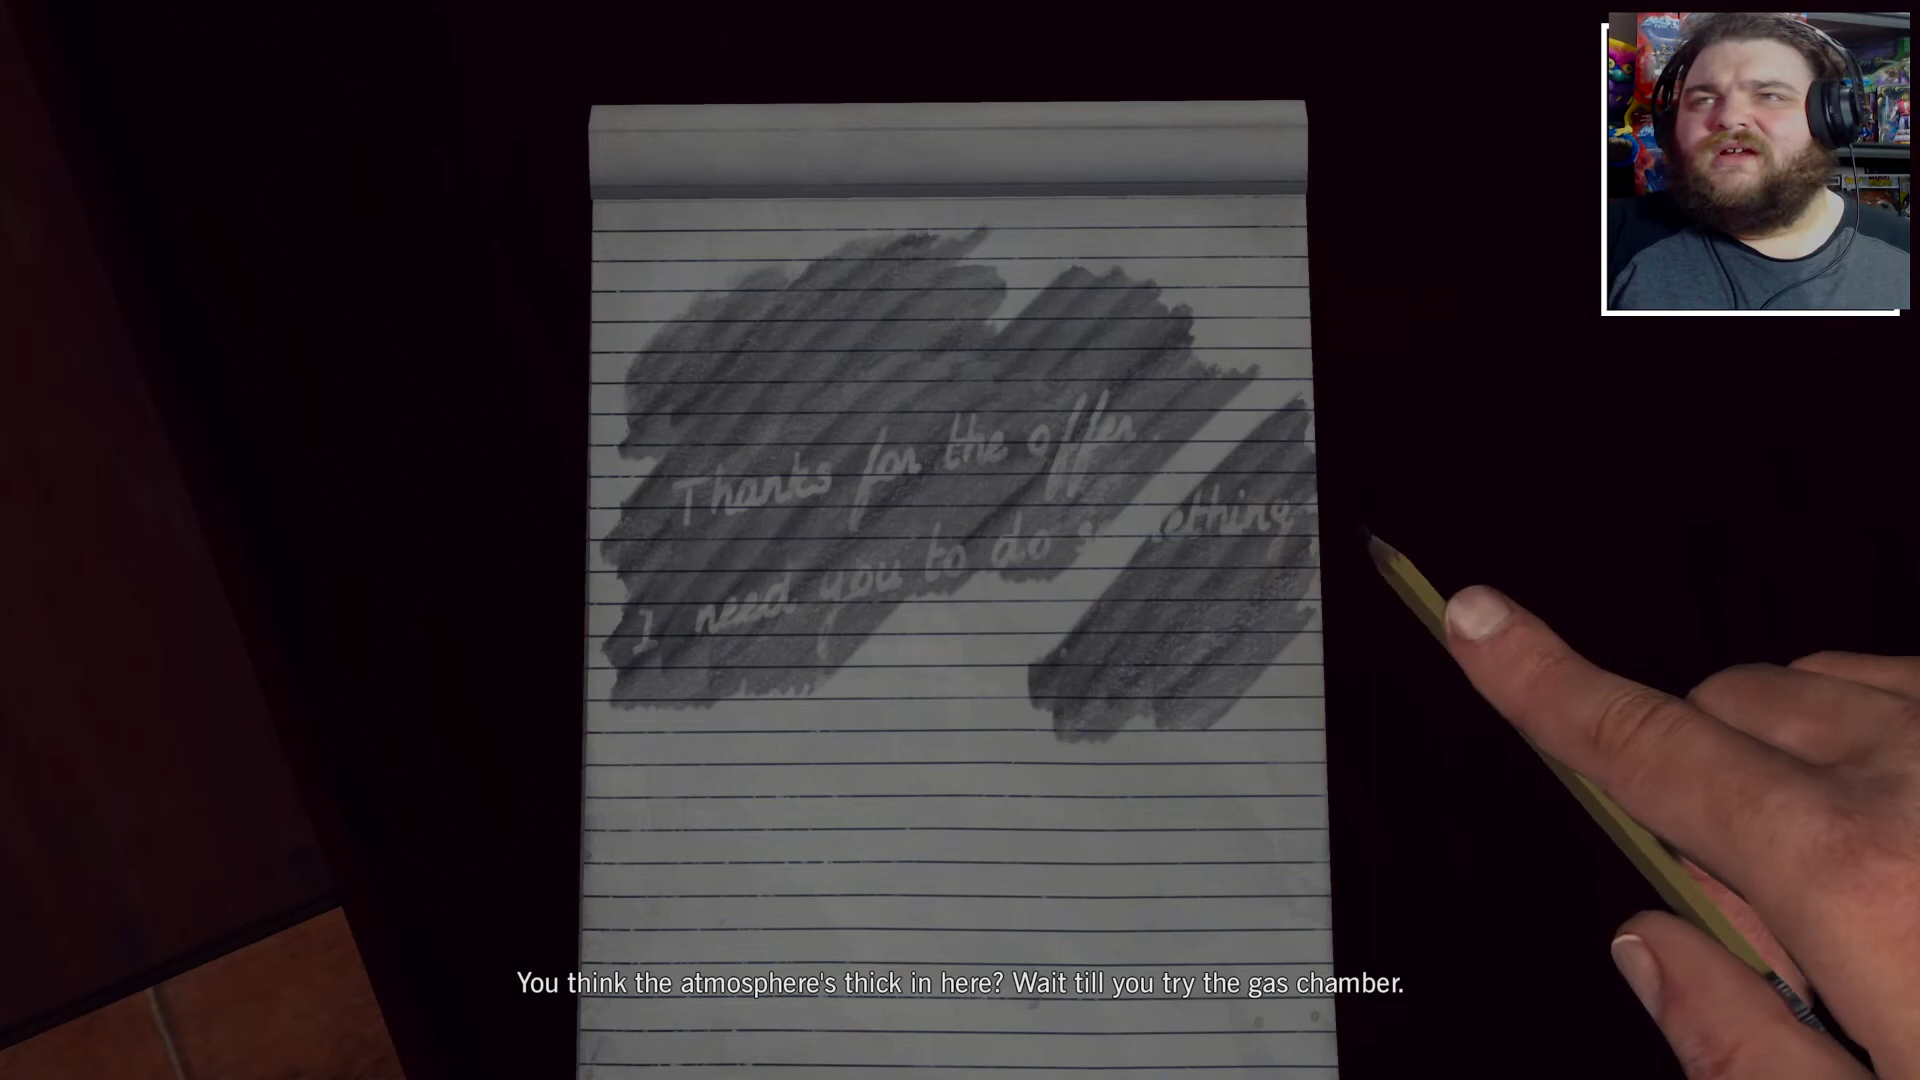 Thanks for the offer
I need you to do something
You think the atmosphere's thick in here? Wait till you try the gas chamber.